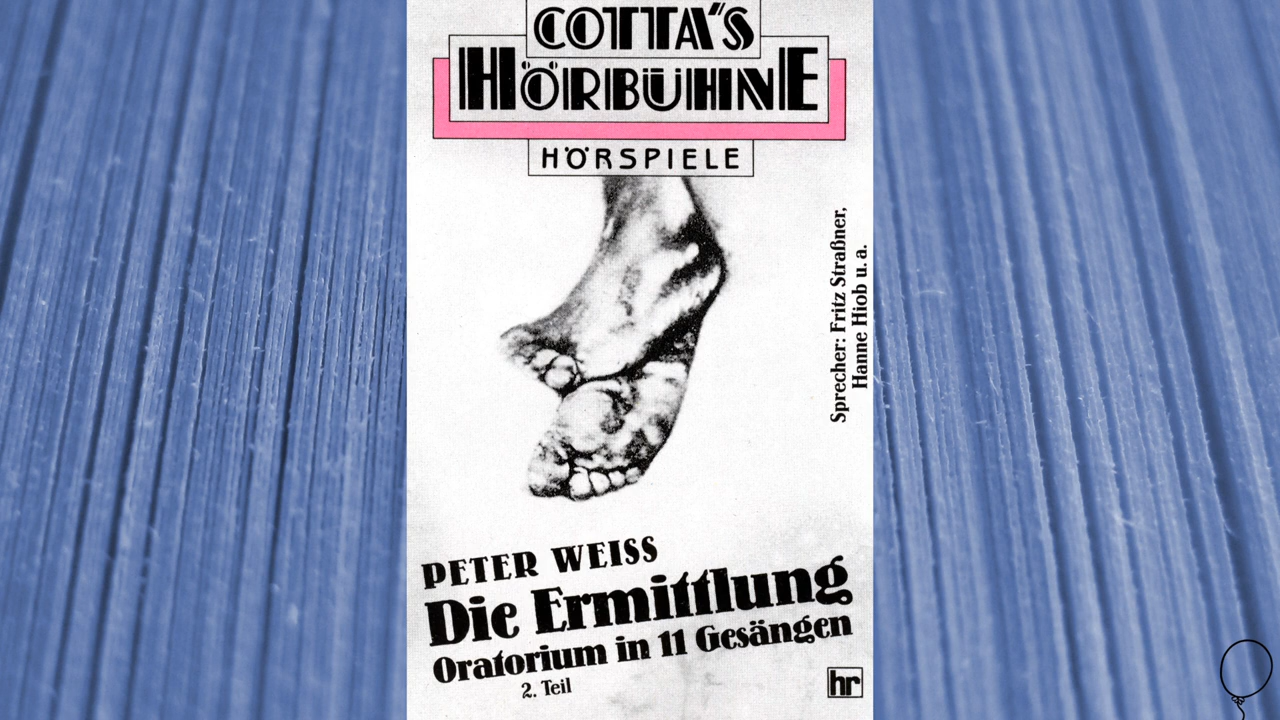 COTTA'S
HÖRBÜHNE
HÖRSPIELE
Sprecher: Fritz Straßner,
Hanne Hiob u. a.
PETER WEISS
Die Ermittlung
Oratorium in 11 Gesängen
2. Teil
hr